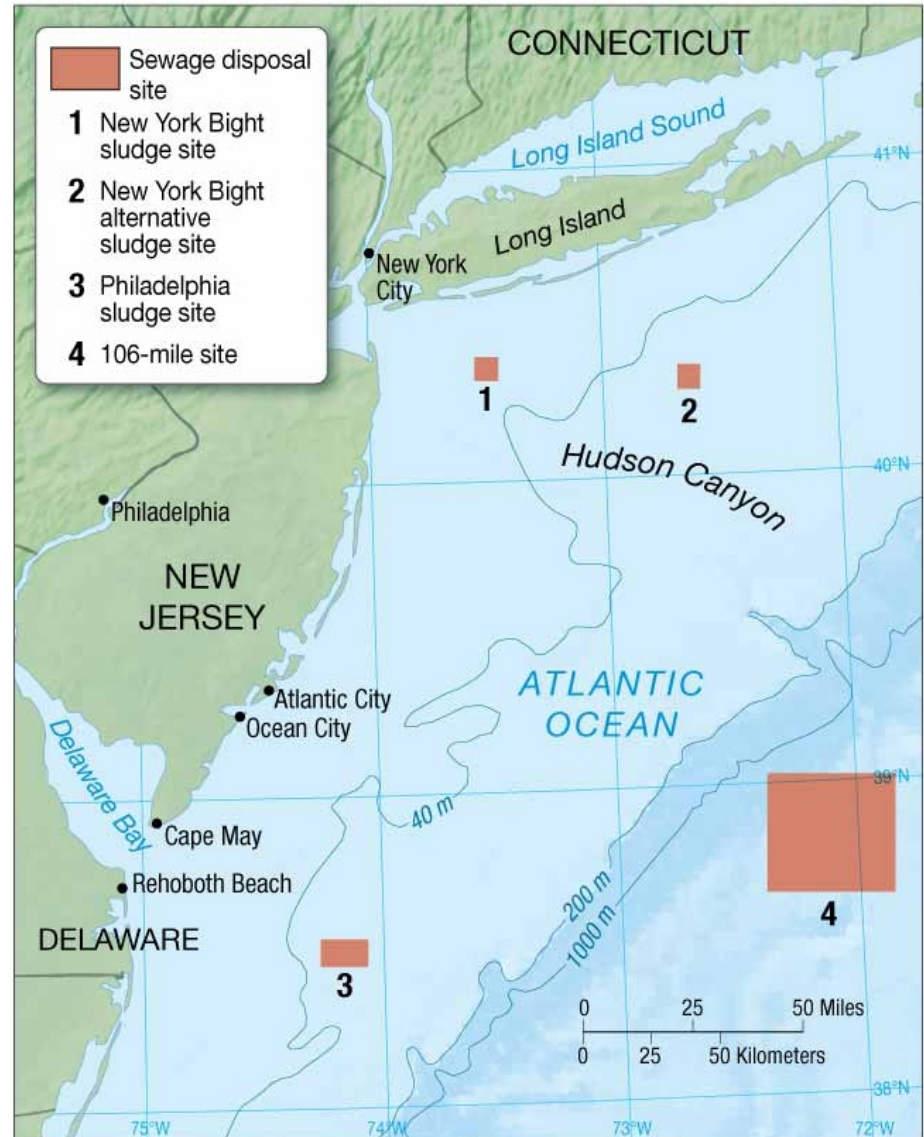 Sewage disposal
site
1 New York Bight
sludge site
2 New York Bight
alternative
sludge site
3 Philadelphia
sludge site
4 106-mile site
CONNECTICUT
Long Island Sound
41°N
Long Island
New York
City
1
2
Hudson Canyon
40°N
Philadelphia
NEW
JERSEY
ATLANTIC
OCEAN
Atlantic City
Ocean City
Delaware Bay
39°N
40 m
Cape May
Rehoboth Beach
200 m
1000 m
4
DELAWARE
3
0 25 50 Miles
0 25 50 Kilometers
38°N
75°W
74°W
73°W
72°W